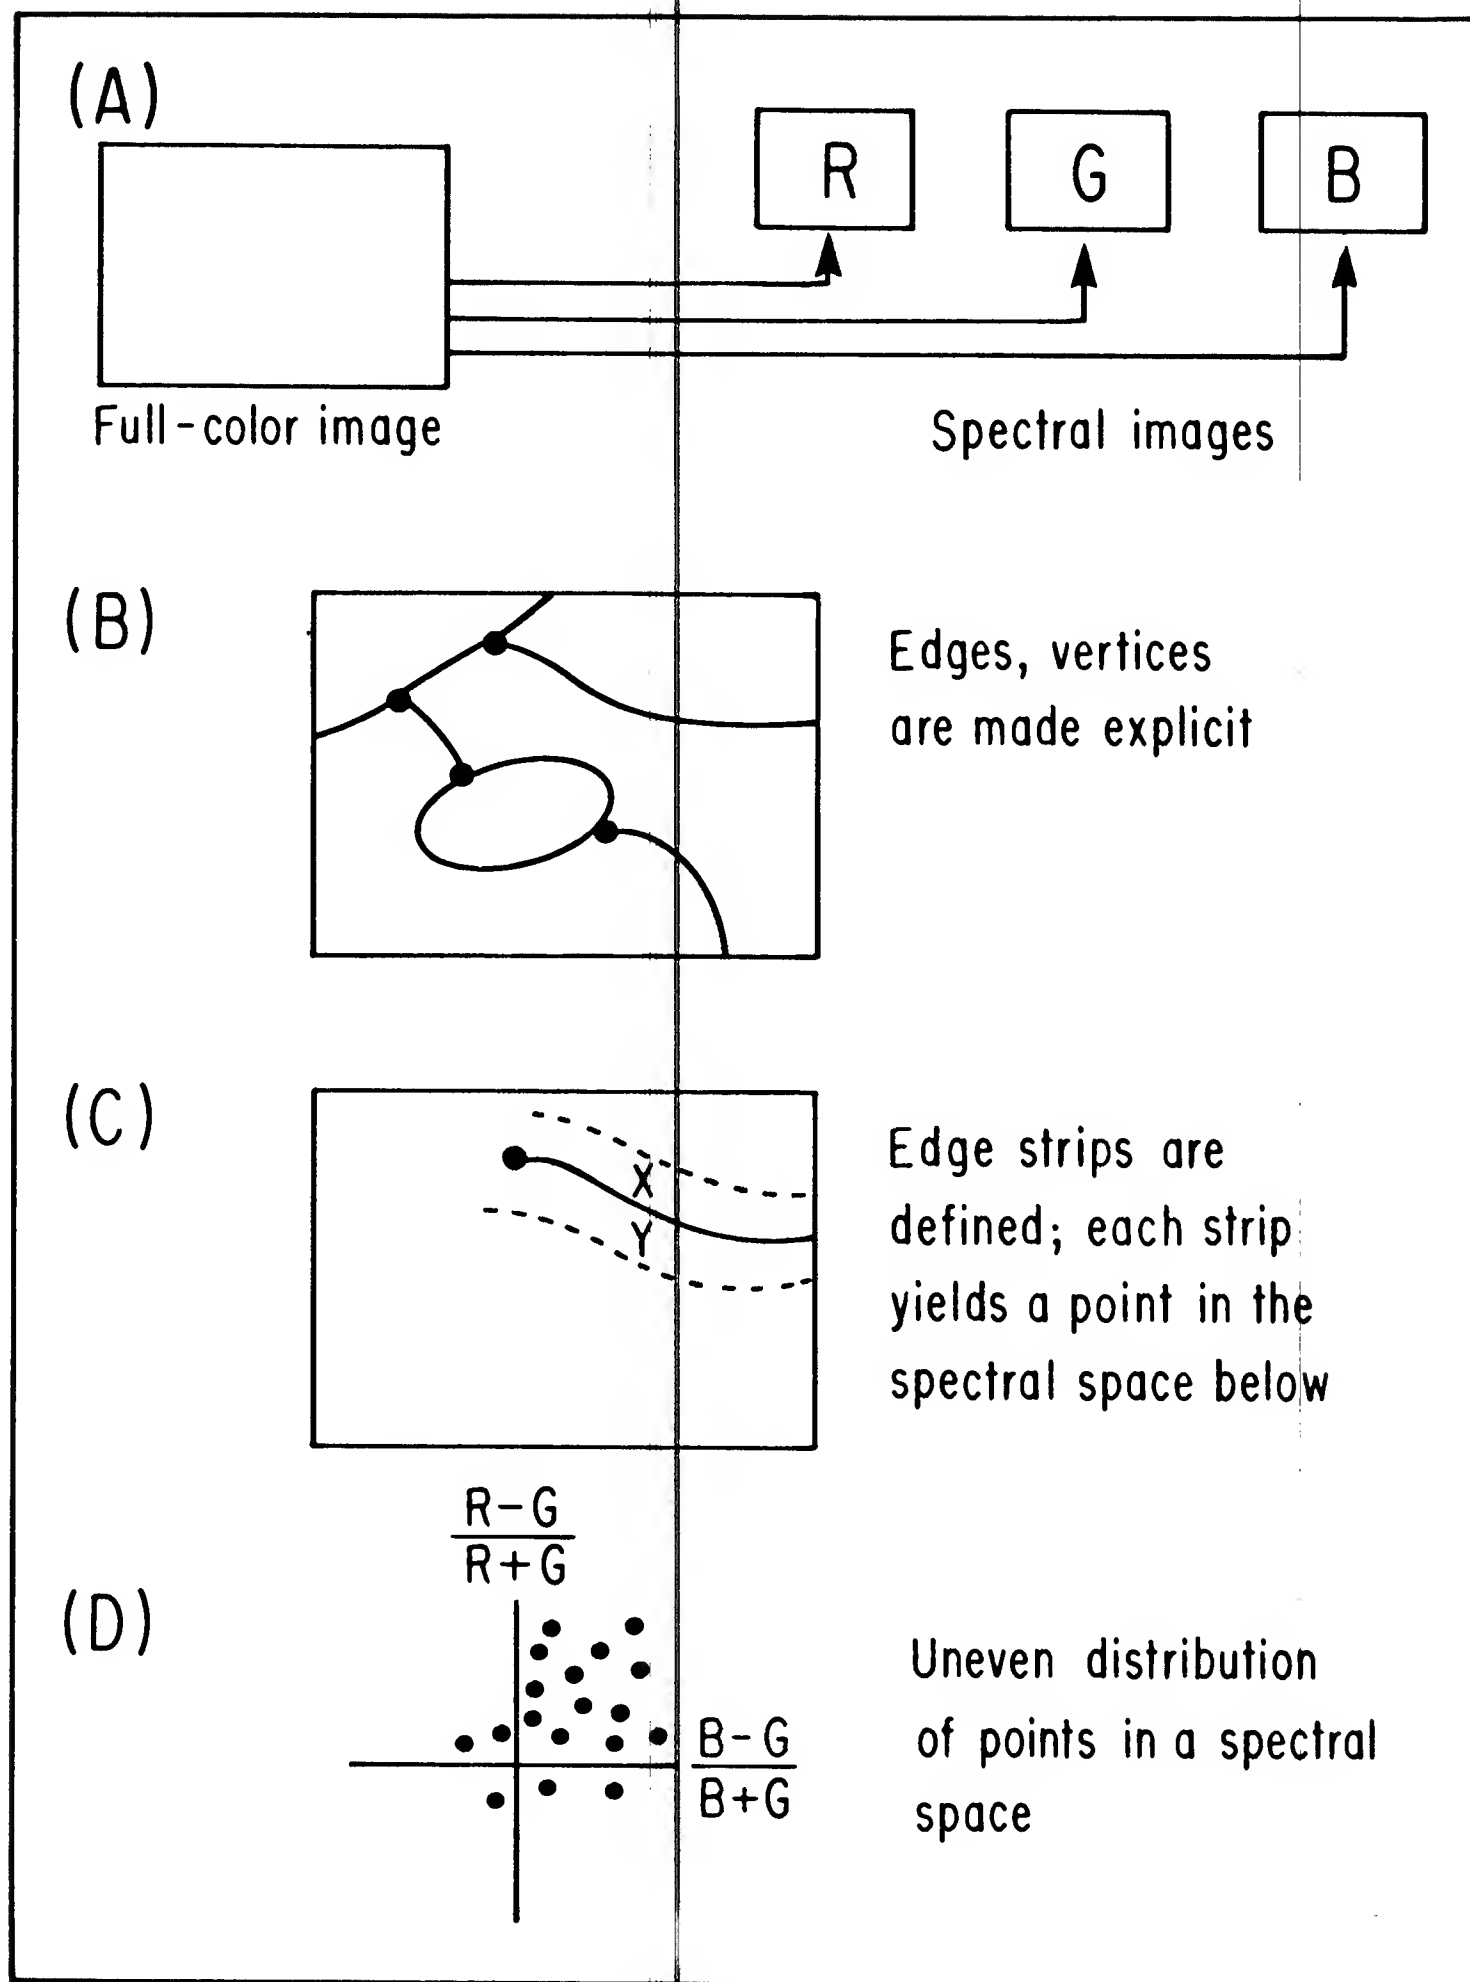 (A)
R G B
Full-color image
Spectral images
(B)
Edges, vertices
are made explicit
(C)
X
Y
Edge strips are
defined; each strip
yields a point in the
spectral space below
R-G
R+G
(D)
B-G
B+G
Uneven distribution
of points in a spectral
space